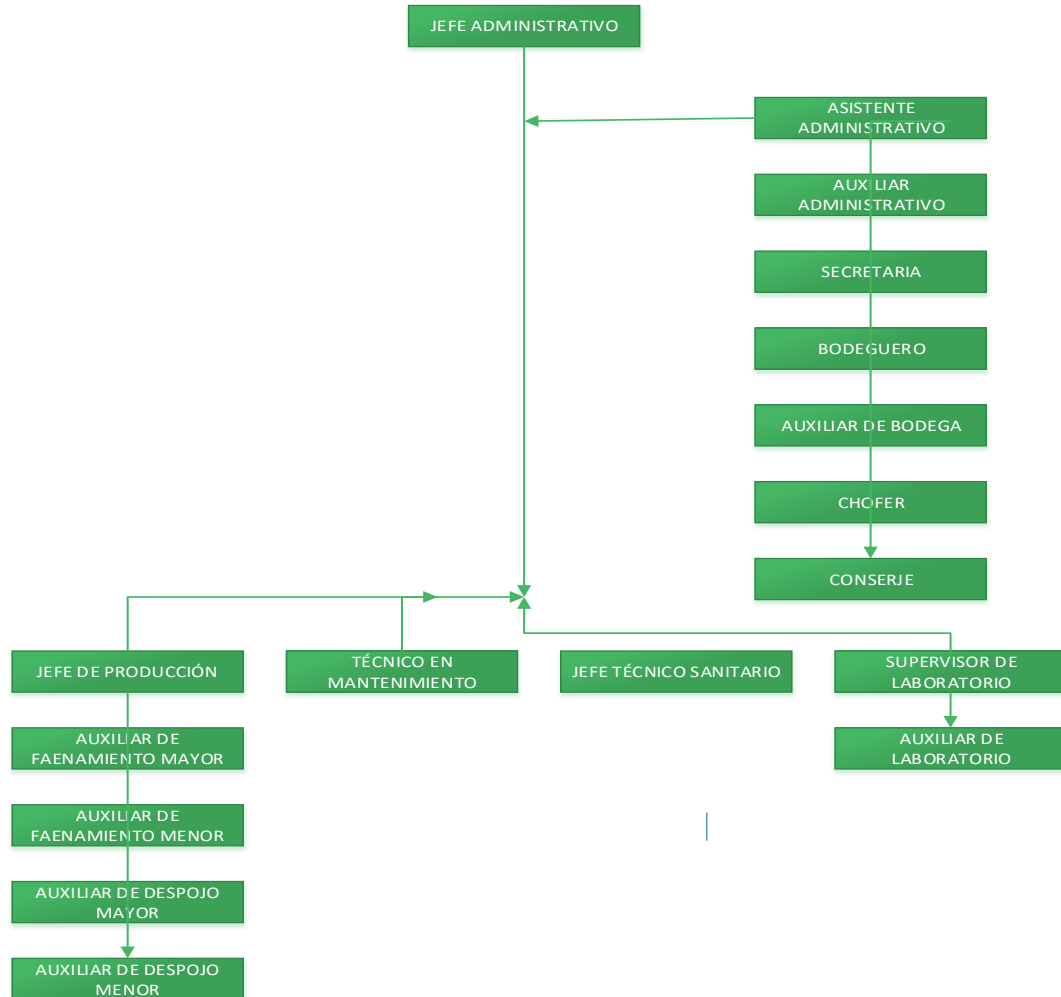 JEFE ADMINISTRATIVO
ASISTENTE
ADMINISTRATIVO
AUXILIAR
ADMINISTRATIVO
SECRETARIA
BODEGUERO
AUXILIAR DE BODEGA
CHOFER
CONSERJE
JEFE DE PRODUCCIÓN
TÉCNICO EN
MANTENIMIENTO
JEFE TÉCNICO SANITARIO
SUPERVISOR DE
LABORATORIO
AUXILIAR DE
FAENAMIENTO MAYOR
AUXILIAR DE
LABORATORIO
AUXILIAR DE
FAENAMIENTO MENOR
AUXILIAR DE DESPOJO
MAYOR
AUXILIAR DE DESPOJO
MENOR